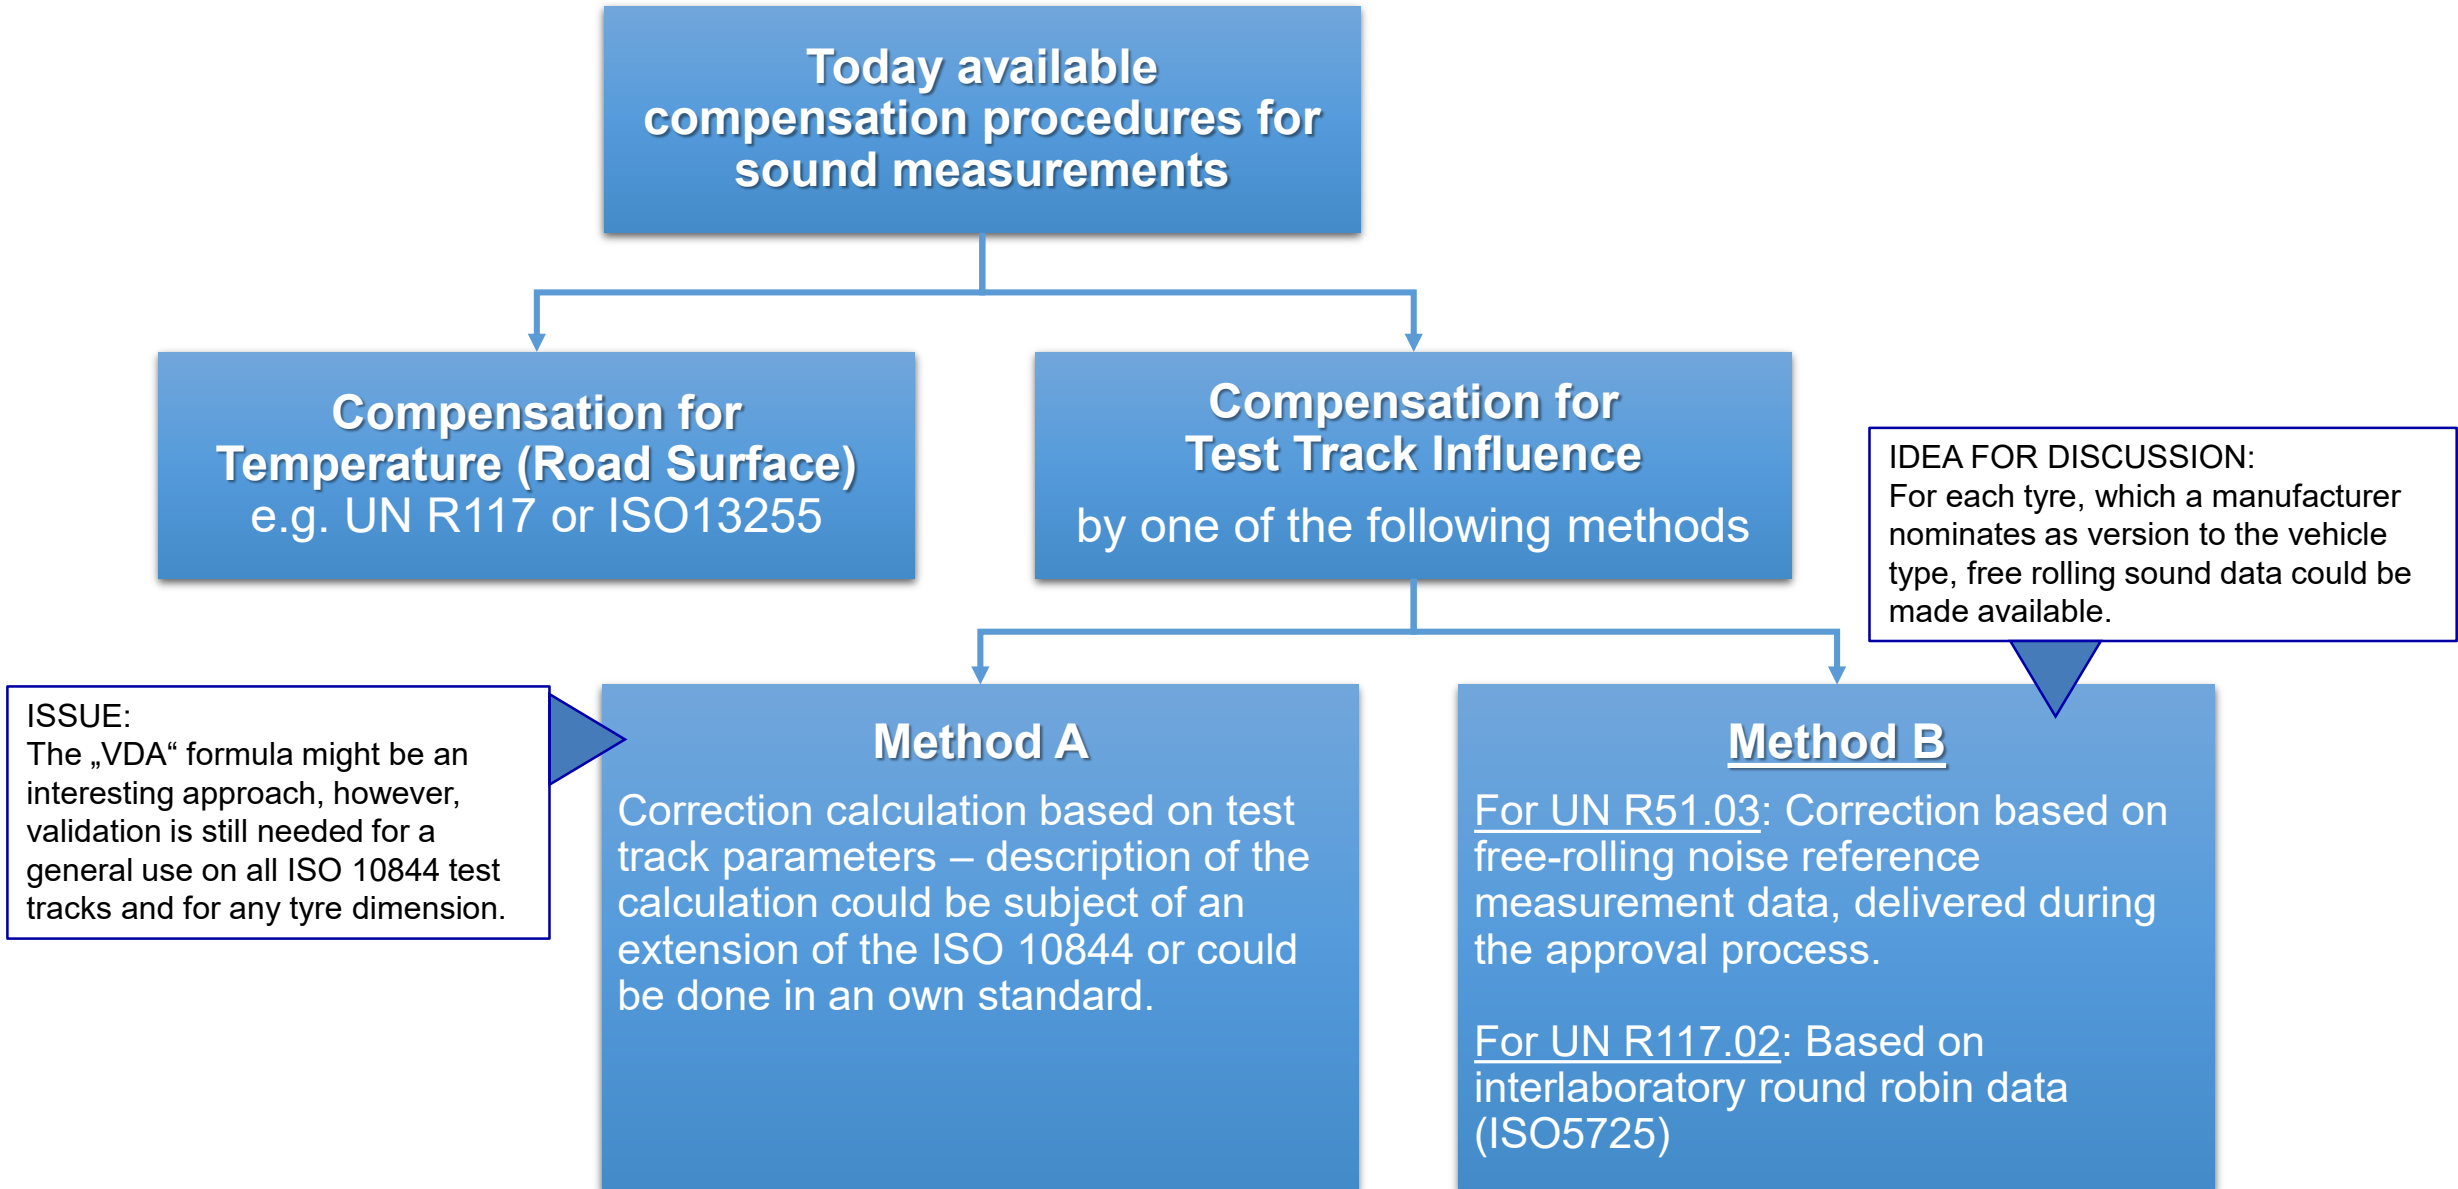 Today available
compensation procedures for
sound measurements
Compensation for
Temperature (Road Surface)
e.g. UN R117 or ISO13255
Compensation for
Test Track Influence
by one of the following methods
IDEA FOR DISCUSSION:
For each tyre, which a manufacturer
nominates as version to the vehicle
type, free rolling sound data could be
made available.
ISSUE:
The „VDA“ formula might be an
interesting approach, however,
validation is still needed for a
general use on all ISO 10844 test
tracks and for any tyre dimension.
Method A
Correction calculation based on test
track parameters – description of the
calculation could be subject of an
extension of the ISO 10844 or could
be done in an own standard.
Method B
For UN R51.03: Correction based on
free-rolling noise reference
measurement data, delivered during
the approval process.
For UN R117.02: Based on
interlaboratory round robin data
(ISO5725)